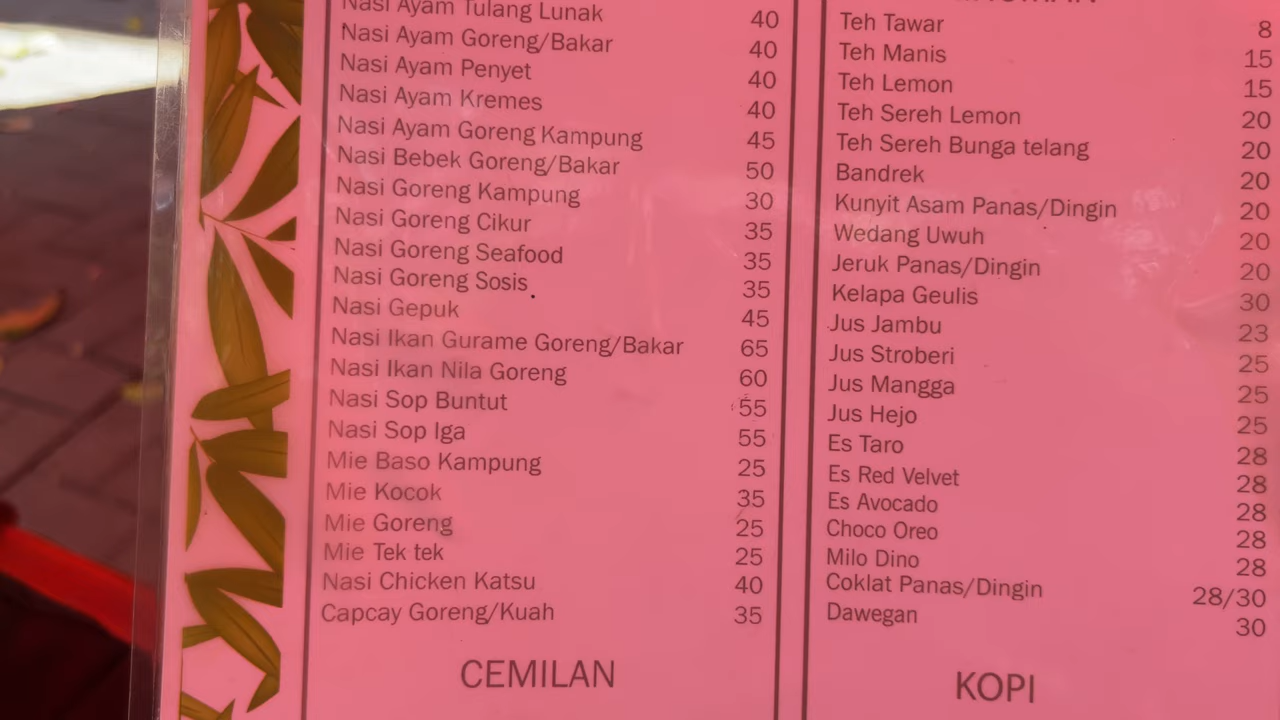 Nasi Ayam Tulang Lunak 40
Nasi Ayam Goreng/Bakar 40
Nasi Ayam Penyet 40
Nasi Ayam Kremes 40
Nasi Ayam Goreng Kampung 45
Nasi Bebek Goreng/Bakar 50
Nasi Goreng Kampung 30
Nasi Goreng Cikur 35
Nasi Goreng Seafood 35
Nasi Goreng Sosis 35
Nasi Gepuk 45
Nasi Ikan Gurame Goreng/Bakar 65
Nasi Ikan Nila Goreng 60
Nasi Sop Buntut 55
Nasi Sop Iga 55
Mie Baso Kampung 25
Mie Kocok 35
Mie Goreng 25
Mie Tek tek 25
Nasi Chicken Katsu 40
Capcay Goreng/Kuah 35
CEMILAN
Teh Tawar 8
Teh Manis 15
Teh Lemon 15
Teh Sereh Lemon 20
Teh Sereh Bunga telang 20
Bandrek 20
Kunyit Asam Panas/Dingin 20
Wedang Uwuh 20
Jeruk Panas/Dingin 20
Kelapa Geulis 30
Jus Jambu 23
Jus Stroberi 25
Jus Mangga 25
Jus Hejo 25
Es Taro 28
Es Red Velvet 28
Es Avocado 28
Choco Oreo 28
Milo Dino 28
Coklat Panas/Dingin 28/30
Dawegan 30
KOPI